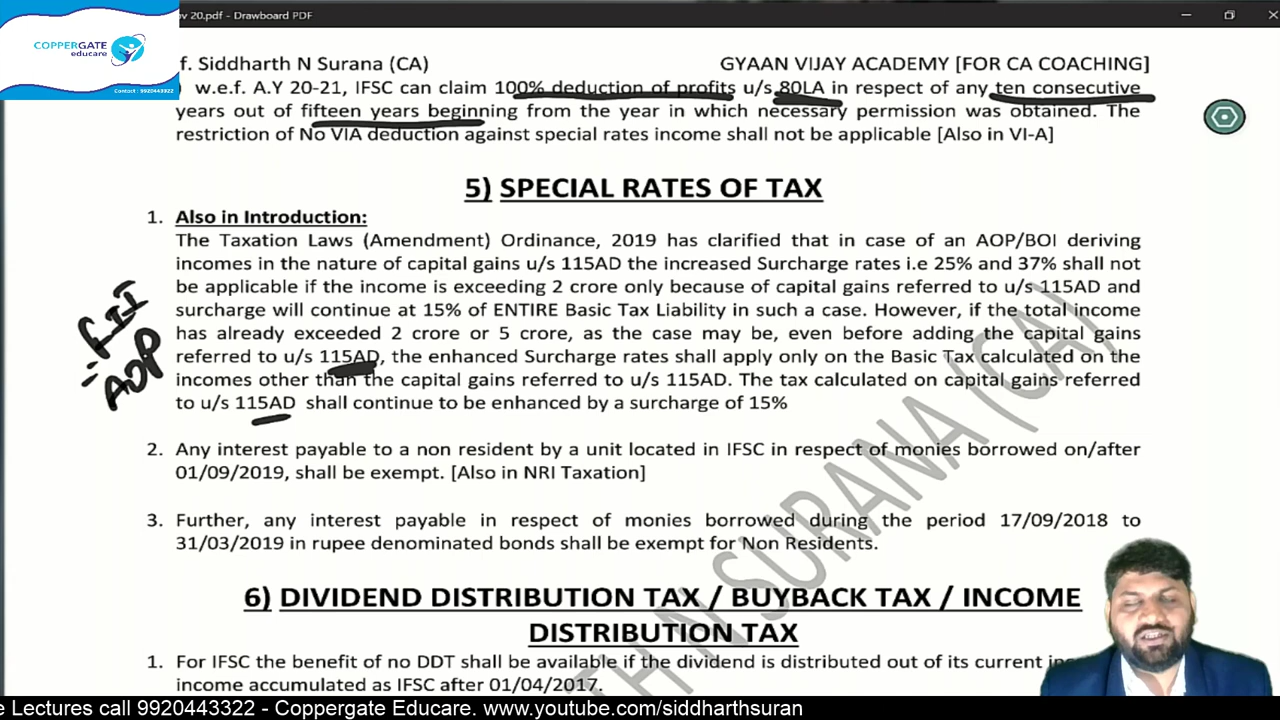 COPPERGATE
educare
Contact : 9920443322
v 20.pdf - Drawboard PDF
f. Siddharth N Surana (CA) GYAAN VIJAY ACADEMY [FOR CA COACHING]
) w.e.f. A.Y 20-21, IFSC can claim 100% deduction of profits u/s 80LA in respect of any ten consecutive
years out of fifteen years beginning from the year in which necessary permission was obtained. The
restriction of No VIA deduction against special rates income shall not be applicable [Also in VI-A]
5) SPECIAL RATES OF TAX
1. Also in Introduction:
The Taxation Laws (Amendment) Ordinance, 2019 has clarified that in case of an AOP/BOI deriving
incomes in the nature of capital gains u/s 115AD the increased Surcharge rates i.e 25% and 37% shall not
be applicable if the income is exceeding 2 crore only because of capital gains referred to u/s 115AD and
surcharge will continue at 15% of ENTIRE Basic Tax Liability in such a case. However, if the total income
has already exceeded 2 crore or 5 crore, as the case may be, even before adding the capital gains
referred to u/s 115AD, the enhanced Surcharge rates shall apply only on the Basic Tax calculated on the
incomes other than the capital gains referred to u/s 115AD. The tax calculated on capital gains referred
to u/s 115AD shall continue to be enhanced by a surcharge of 15%
FII
AOP
2. Any interest payable to a non resident by a unit located in IFSC in respect of monies borrowed on/after
01/09/2019, shall be exempt. [Also in NRI Taxation]
3. Further, any interest payable in respect of monies borrowed during the period 17/09/2018 to
31/03/2019 in rupee denominated bonds shall be exempt for Non Residents.
6) DIVIDEND DISTRIBUTION TAX / BUYBACK TAX / INCOME
DISTRIBUTION TAX
1. For IFSC the benefit of no DDT shall be available if the dividend is distributed out of its current in
income accumulated as IFSC after 01/04/2017.
TH N SURANA (CA)
e Lectures call 9920443322 - Coppergate Educare. www.youtube.com/siddharthsuran